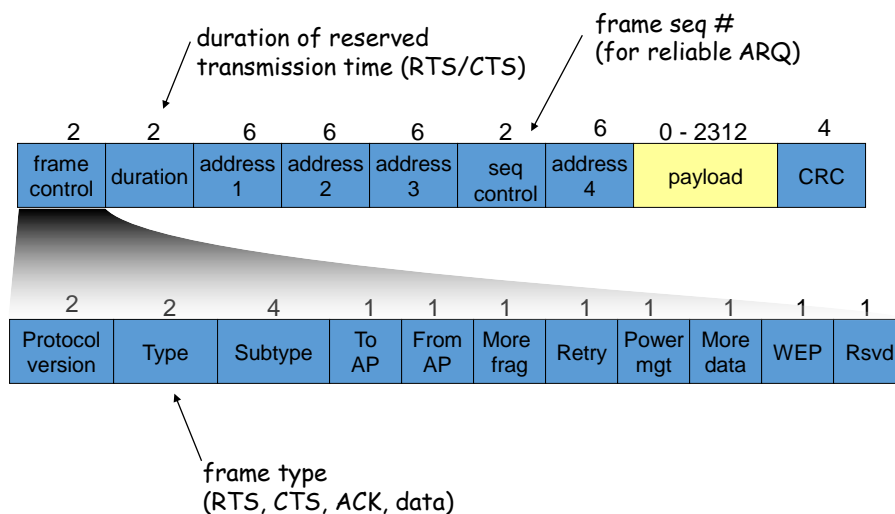 duration of reserved
transmission time (RTS/CTS)
frame seq #
(for reliable ARQ)
2 2 6 6 6 2 6 0 - 2312 4
frame
control
duration
address
1
address
2
address
3
seq
control
address
4
payload
CRC
2 2 4 1 1 1 1 1 1 1 1
Protocol
version
Type
Subtype
To
AP
From
AP
More
frag
Retry
Power
mgt
More
data
WEP
Rsvd
frame type
(RTS, CTS, ACK, data)